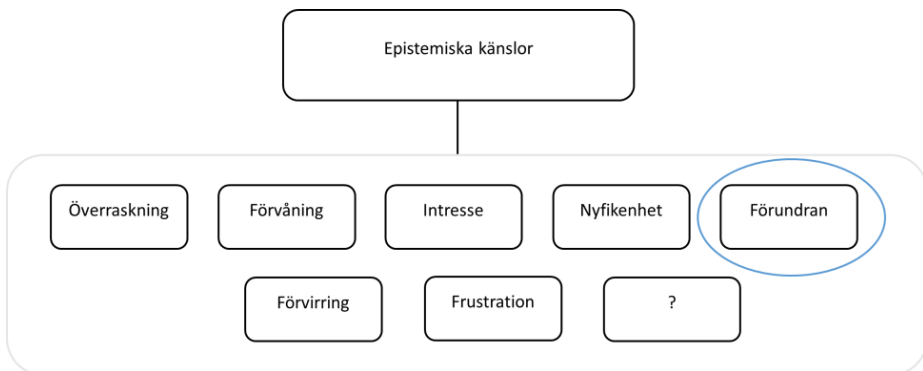 Epistemiska känslor
Överraskning
Förvåning
Intresse
Nyfikenhet
Förundran
Förvirring
Frustration
?